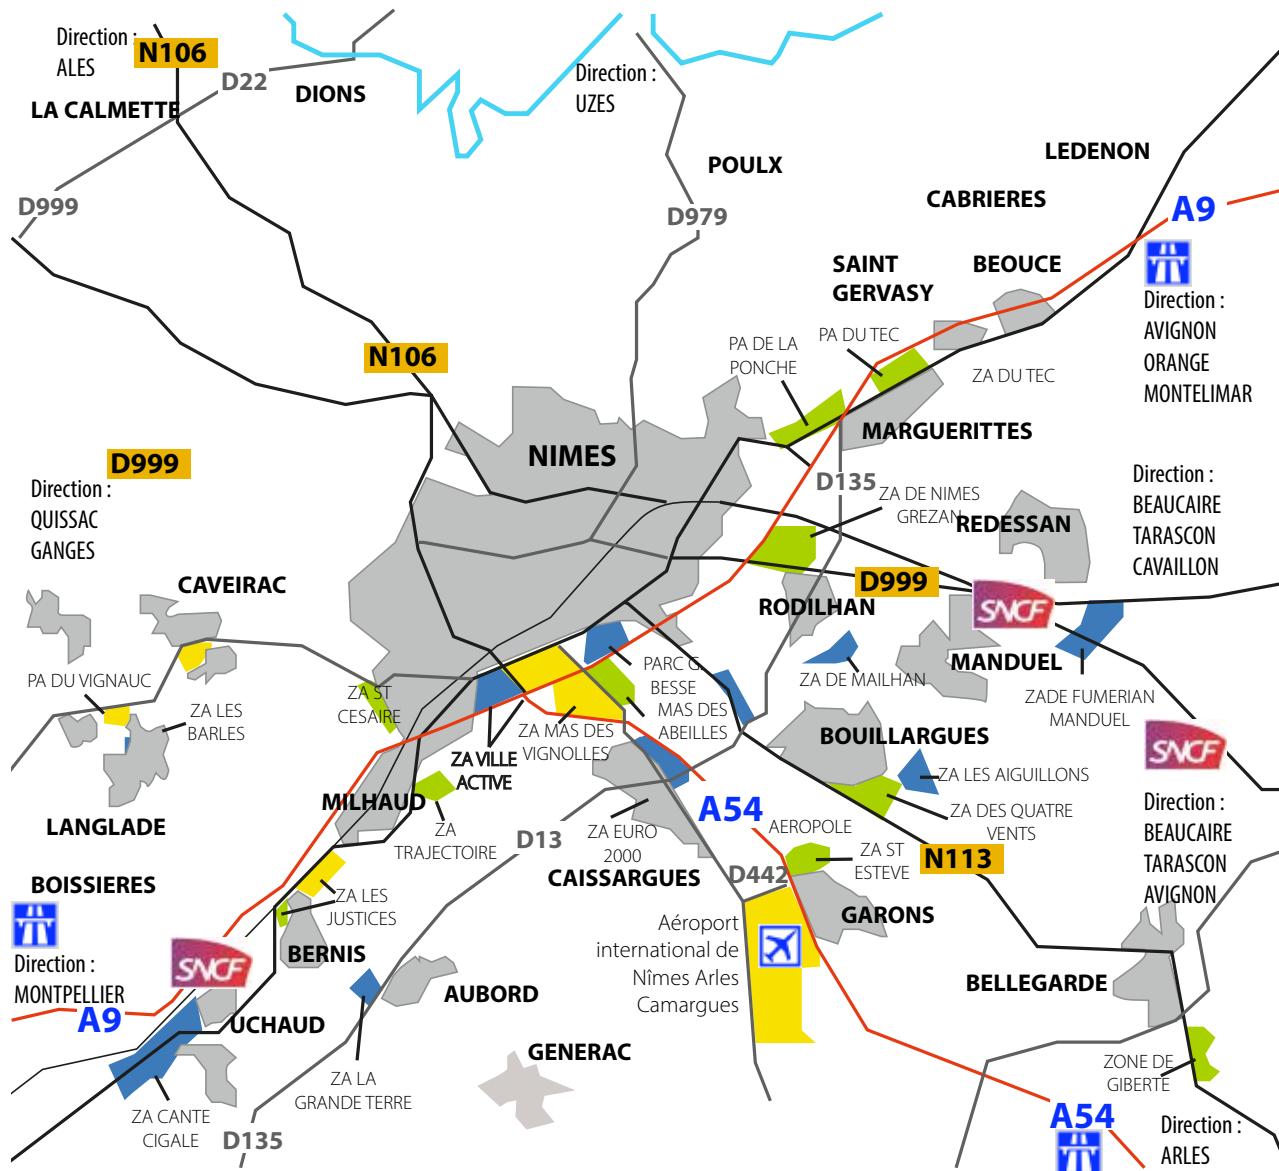 Direction :
ALES
N106
D22
DIONS
LA CALMETTE
D999
Direction :
UZES
POULX
D979
LEDENON
CABRIERES
A9
SAINT
GERVASY
BEOUCE
Direction :
AVIGNON
ORANGE
MONTELIMAR
PA DU TEC
PA DE LA
PONCHE
ZA DU TEC
N106
MARGUERITTES
NIMES
D999
Direction :
QUISSAC
GANGES
D135
ZA DE NIMES
GREZAN
REDESSAN
Direction :
BEAUCAIRE
TARASCON
CAVAILLON
CAVEIRAC
D999
RODILHAN
SNCF
MANDUEL
PARC G.
BESSE
MAS DES
ABEILLES
ZA DE MAILHAN
ZADE FUMERIAN
MANDUEL
PA DU VIGNAUC
ZA LES
BARLES
ZA ST
CESAIRE
ZA MAS DES
VIGNOLLES
ZA VILLE
ACTIVE
BOUILLARGUES
SNCF
ZA LES AIGUILLONS
LANGLADE
MILHAUD
ZA
TRAJECTOIRE
D13
ZA EURO
2000
A54
AEROPOLE
ZA DES QUATRE
VENTS
Direction :
BEAUCAIRE
TARASCON
AVIGNON
BOISSIERES
ZA LES
JUSTICES
CAISSARGUES
D442
ZA ST
ESTEVE
N113
GARONS
Aéroport
international de
Nîmes Arles
Camargues
BERNIS
SNCF
Direction :
MONTPELLIER
A9
UCHAUD
AUBORD
BELLEGARDE
GENERAC
ZA LA
GRANDE TERRE
ZA CANTE
CIGALE
D135
ZONE DE
GIBERTE
A54
Direction :
ARLES